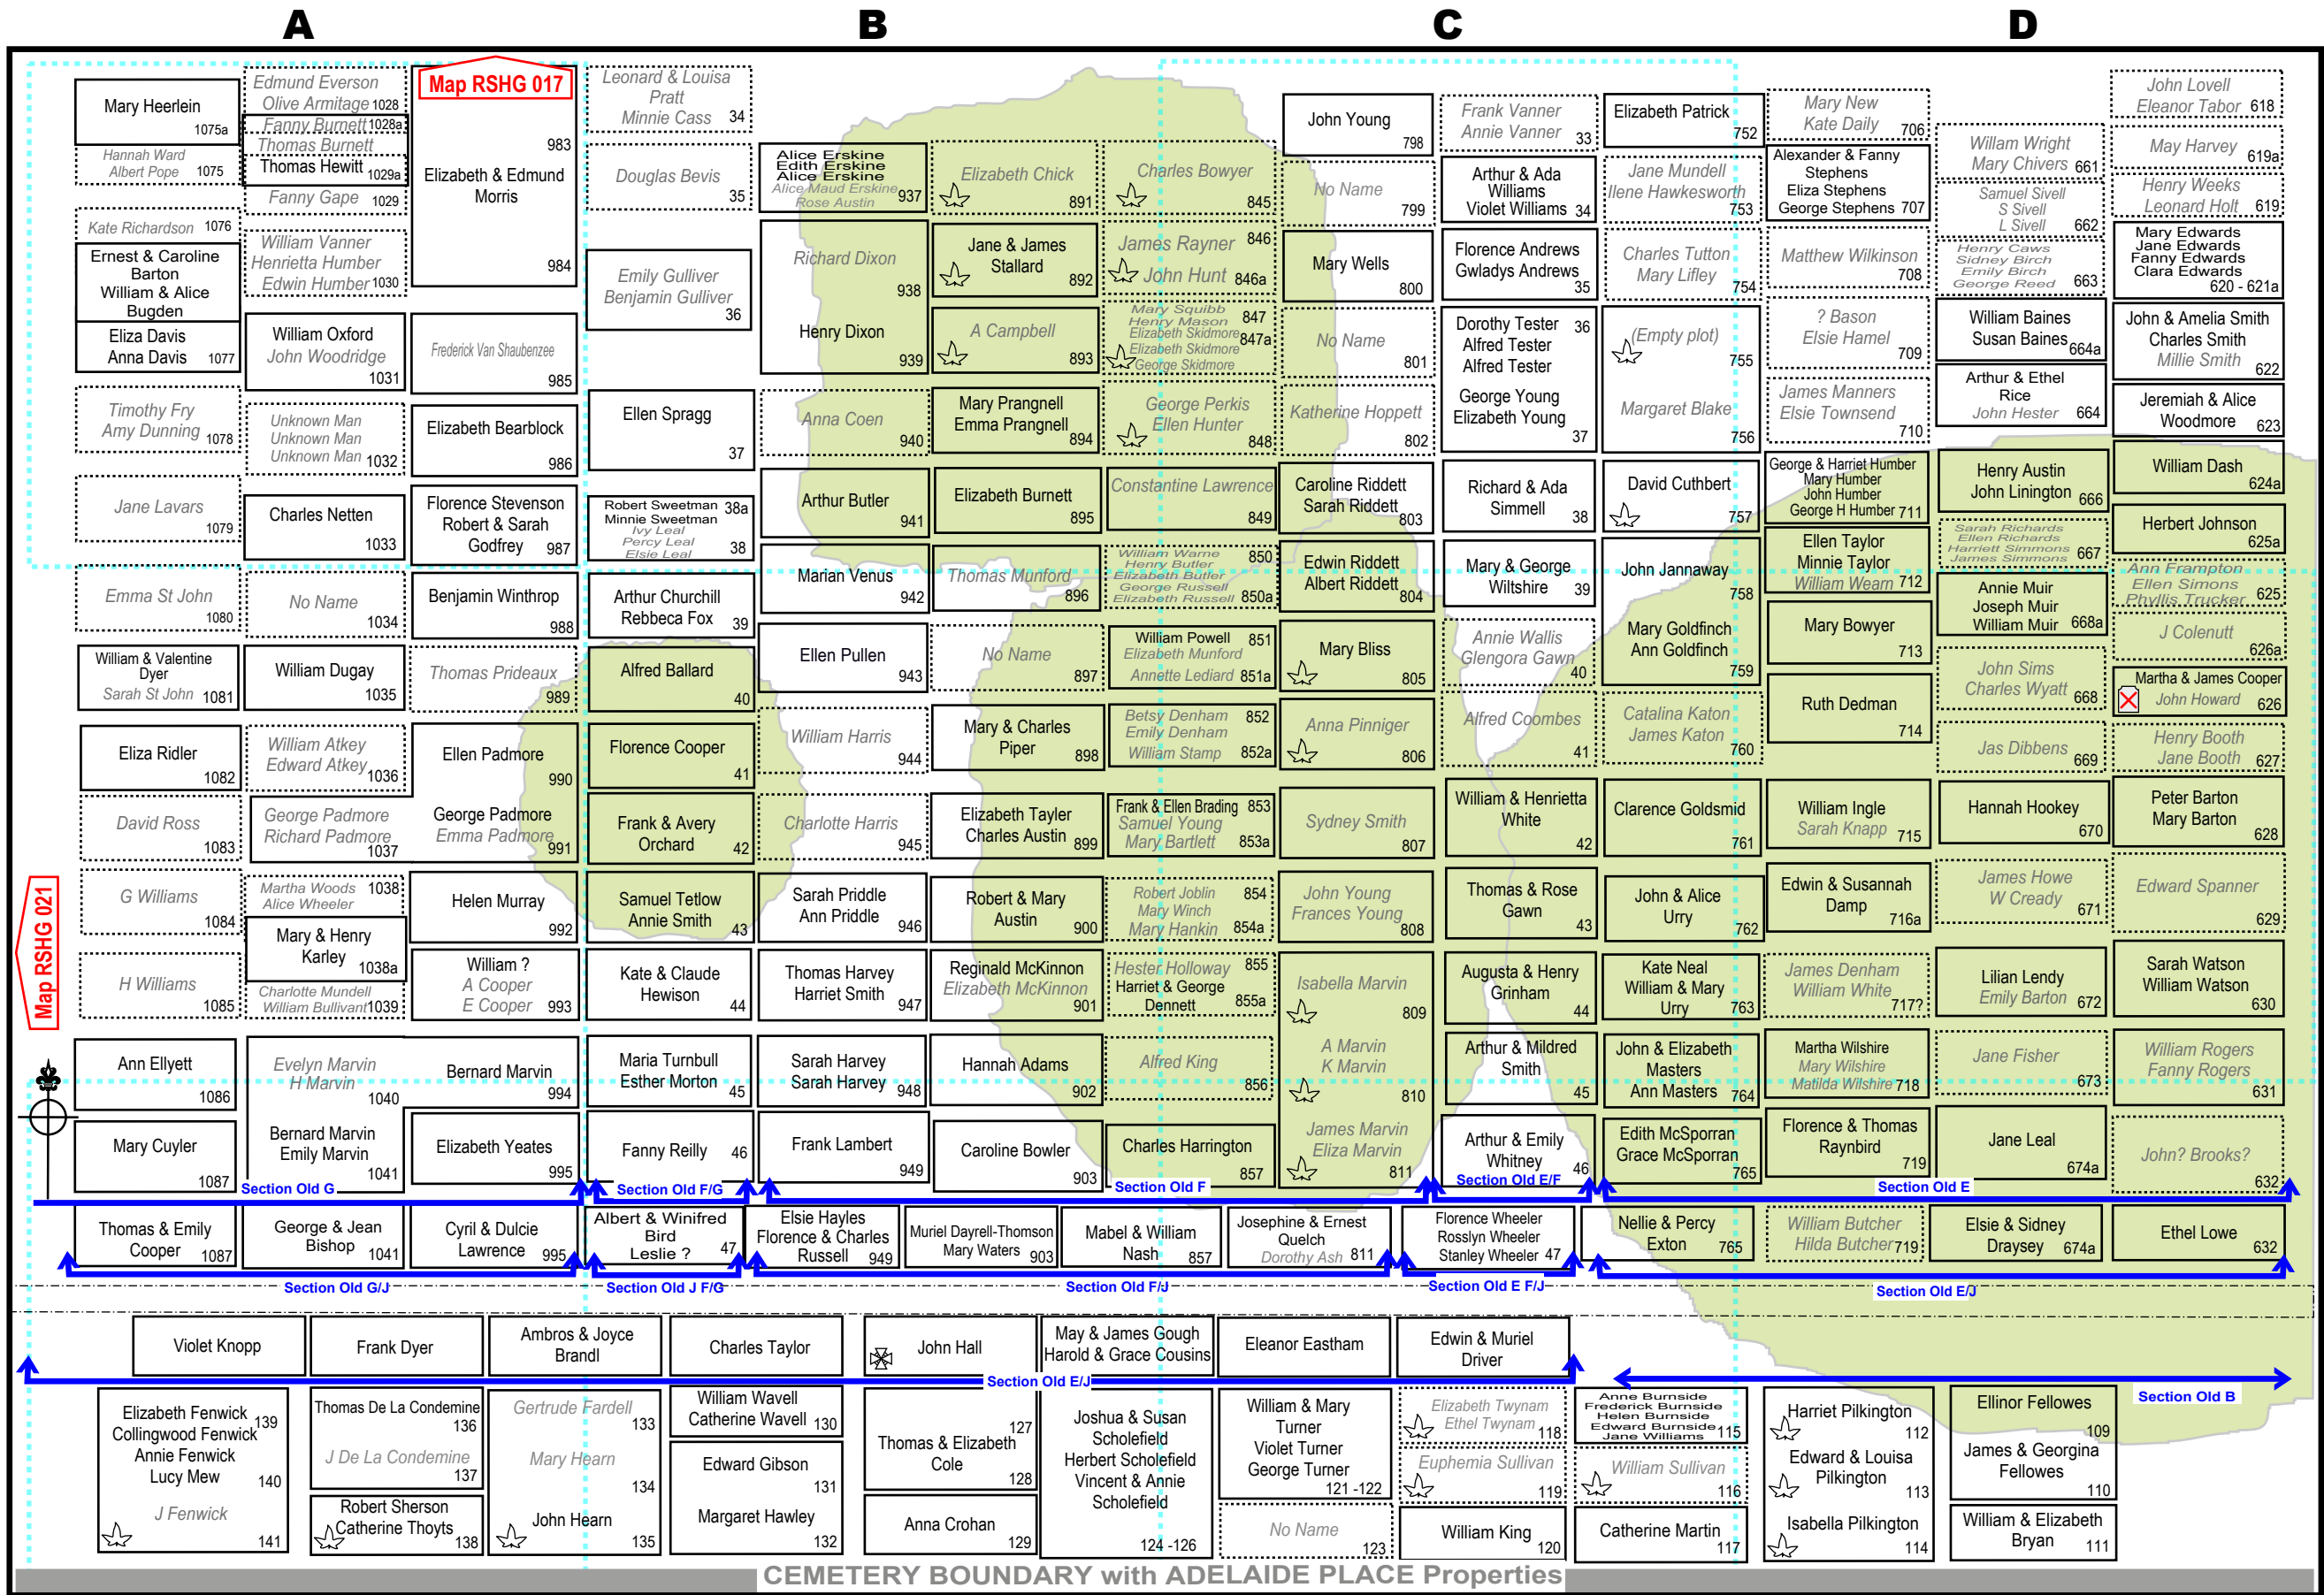 A
B
C
D
Map RSHG 017
Map RSHG 021
Mary Heerlein
1075a
Hannah Ward
Albert Pope 1075
Kate Richardson 1076
Ernest & Caroline
Barton
William & Alice
Bugden
Eliza Davis
Anna Davis 1077
Timothy Fry
Amy Dunning 1078
Jane Lavars
1079
Emma St John
1080
William & Valentine
Dyer
Sarah St John 1081
Eliza Ridler
1082
David Ross
1083
G Williams
1084
H Williams
1085
Ann Ellyett
1086
Mary Cuyler
1087
Edmund Everson
Olive Armitage 1028
Fanny Burnett 1028a
Thomas Burnett
Thomas Hewitt
1029a
Fanny Gape 1029
William Vanner
Henrietta Humber
Edwin Humber 1030
William Oxford
John Woodridge
1031
Unknown Man
Unknown Man
Unknown Man 1032
Charles Netten
1033
No Name
1034
William Dugay
1035
William Atkey
Edward Atkey 1036
George Padmore
Richard Padmore
1037
Martha Woods 1038
Alice Wheeler
Mary & Henry
Karley
1038a
Charlotte Mundell
William Bullivant 1039
Evelyn Marvin
H Marvin
1040
Bernard Marvin
Emily Marvin
1041
983
Elizabeth & Edmund
Morris
984
Frederick Van Shaubenzee
985
Elizabeth Bearblock
986
Florence Stevenson
Robert & Sarah
Godfrey 987
Benjamin Winthrop
988
Thomas Prideaux
989
Ellen Padmore
990
George Padmore
Emma Padmore
991
Helen Murray
992
William ?
A Cooper
E Cooper 993
Bernard Marvin
994
Elizabeth Yeates
995
Leonard & Louisa
Pratt
Minnie Cass 34
Douglas Bevis
35
Emily Gulliver
Benjamin Gulliver
36
Ellen Spragg
37
Robert Sweetman 38a
Minnie Sweetman
Ivy Leal
Percy Leal
Elsie Leal 38
Arthur Churchill
Rebbeca Fox 39
Alfred Ballard
40
Florence Cooper
41
Frank & Avery
Orchard 42
Samuel Tetlow
Annie Smith 43
Kate & Claude
Hewison 44
Maria Turnbull
Esther Morton 45
Fanny Reilly 46
Alice Erskine
Edith Erskine
Alice Erskine
Alice Maud Erskine
Rose Austin 937
Richard Dixon
938
Henry Dixon
939
Anna Coen
940
Arthur Butler
941
Marian Venus
942
Ellen Pullen
943
William Harris
944
Charlotte Harris
945
Sarah Priddle
Ann Priddle
946
Thomas Harvey
Harriet Smith 947
Sarah Harvey
Sarah Harvey 948
Frank Lambert
949
Elizabeth Chick
891
Jane & James
Stallard
892
A Campbell
893
Mary Prangnell
Emma Prangnell
894
Elizabeth Burnett
895
Thomas Munford
896
No Name
897
Mary & Charles
Piper
898
Elizabeth Tayler
Charles Austin 899
Robert & Mary
Austin 900
Reginald McKinnon
Elizabeth McKinnon
901
Hannah Adams
902
Caroline Bowler
903
Charles Bowyer
845
James Rayner 846
John Hunt 846a
Mary Squibb
Henry Mason 847
Elizabeth Skidmore 847a
Elizabeth Skidmore
George Skidmore
George Perkis
Ellen Hunter
848
Constantine Lawrence
849
William Warne 850
Henry Butler
Elizabeth Butler
George Russell
Elizabeth Russell 850a
William Powell 851
Elizabeth Munford
Annette Lediard 851a
Betsy Denham 852
Emily Denham
William Stamp 852a
Frank & Ellen Brading 853
Samuel Young
Mary Bartlett 853a
Robert Joblin 854
Mary Winch
Mary Hankin 854a
Hester Holloway 855
Harriet & George
Dennett 855a
Alfred King
856
Charles Harrington
857
John Young
798
No Name
799
Mary Wells
800
No Name
801
Katherine Hoppett
802
Caroline Riddett
Sarah Riddett 803
Edwin Riddett
Albert Riddett
804
Mary Bliss
805
Anna Pinniger
806
Sydney Smith
807
John Young
Frances Young
808
Isabella Marvin
809
A Marvin
K Marvin
810
James Marvin
Eliza Marvin
811
Frank Vanner
Annie Vanner 33
Arthur & Ada
Williams
Violet Williams 34
Florence Andrews
Gwladys Andrews
35
Dorothy Tester 36
Alfred Tester
Alfred Tester
George Young
Elizabeth Young
37
Richard & Ada
Simmell 38
Mary & George
Wiltshire 39
Annie Wallis
Glengora Gawn
40
Alfred Coombes
41
William & Henrietta
White
42
Thomas & Rose
Gawn
43
Augusta & Henry
Grinham
44
Arthur & Mildred
Smith
45
Arthur & Emily
Whitney 46
Elizabeth Patrick
752
Jane Mundell
Ilene Hawkesworth
753
Charles Tutton
Mary Lifley
754
(Empty plot)
755
Margaret Blake
756
David Cuthbert
757
John Jannaway
758
Mary Goldfinch
Ann Goldfinch
759
Catalina Katon
James Katon
760
Clarence Goldsmid
761
John & Alice
Urry
762
Kate Neal
William & Mary
Urry 763
John & Elizabeth
Masters
Ann Masters 764
Edith McSporran
Grace McSporran
765
Mary New
Kate Daily 706
Alexander & Fanny
Stephens
Eliza Stephens
George Stephens 707
Matthew Wilkinson
708
? Bason
Elsie Hamel
709
James Manners
Elsie Townsend
710
George & Harriet Humber
Mary Humber
John Humber
George H Humber 711
Ellen Taylor
Minnie Taylor
William Wearn 712
Mary Bowyer
713
Ruth Dedman
714
William Ingle
Sarah Knapp 715
Edwin & Susannah
Damp
716a
James Denham
William White
717?
Martha Wilshire
Mary Wilshire
Matilda Wilshire 718
Florence & Thomas
Raynbird
719
Willam Wright
Mary Chivers 661
Samuel Sivell
S Sivell
L Sivell 662
Henry Caws
Sidney Birch
Emily Birch
George Reed 663
William Baines
Susan Baines 664a
Arthur & Ethel
Rice
John Hester 664
Henry Austin
John Linington 666
Sarah Richards
Ellen Richards
Harriett Simmons
James Simmons 667
Annie Muir
Joseph Muir
William Muir 668a
John Sims
Charles Wyatt 668
Jas Dibbens
669
Hannah Hookey
670
James Howe
W Cready
671
Lilian Lendy
Emily Barton 672
Jane Fisher
673
Jane Leal
674a
John Lovell
Eleanor Tabor 618
May Harvey
619a
Henry Weeks
Leonard Holt 619
Mary Edwards
Jane Edwards
Fanny Edwards
Clara Edwards
620 - 621a
John & Amelia Smith
Charles Smith
Millie Smith
622
Jeremiah & Alice
Woodmore 623
William Dash
624a
Herbert Johnson
625a
Ann Frampton
Ellen Simons
Phyllis Trucker 625
J Colenutt
626a
Martha & James Cooper
John Howard 626
Henry Booth
Jane Booth 627
Peter Barton
Mary Barton
628
Edward Spanner
629
Sarah Watson
William Watson
630
William Rogers
Fanny Rogers
631
John? Brooks?
632
Section Old G
Section Old F/G
Section Old F
Section Old E/F
Section Old E
Thomas & Emily
Cooper 1087
George & Jean
Bishop 1041
Cyril & Dulcie
Lawrence 995
Albert & Winifred
Bird
Leslie ? 47
Elsie Hayles
Florence & Charles
Russell 949
Muriel Dayrell-Thomson
Mary Waters 903
Mabel & William
Nash 857
Josephine & Ernest
Quelch
Dorothy Ash 811
Florence Wheeler
Rosslyn Wheeler
Stanley Wheeler 47
Nellie & Percy
Exton 765
William Butcher
Hilda Butcher 719
Elsie & Sidney
Draysey 674a
Ethel Lowe
632
Section Old G/J
Section Old J F/G
Section Old F/J
Section Old E F/J
Section Old E/J
Violet Knopp
Frank Dyer
Ambros & Joyce
Brandl
Charles Taylor
John Hall
May & James Gough
Harold & Grace Cousins
Eleanor Eastham
Edwin & Muriel
Driver
Section Old E/J
Section Old B
Elizabeth Fenwick 139
Collingwood Fenwick
Annie Fenwick
Lucy Mew 140
J Fenwick
141
Thomas De La Condemine
136
J De La Condemine
137
Robert Sherson
Catherine Thoyts
138
Gertrude Fardell
133
Mary Hearn
134
John Hearn
135
William Wavell
Catherine Wavell 130
Edward Gibson
131
Margaret Hawley
132
127
Thomas & Elizabeth
Cole
128
Anna Crohan
129
Joshua & Susan
Scholefield
Herbert Scholefield
Vincent & Annie
Scholefield
124 -126
William & Mary
Turner
Violet Turner
George Turner
121 -122
No Name
123
Elizabeth Twynam
Ethel Twynam
118
Euphemia Sullivan
119
William King
120
Anne Burnside
Frederick Burnside
Helen Burnside
Edward Burnside
Jane Williams 115
William Sullivan
116
Catherine Martin
117
Harriet Pilkington
112
Edward & Louisa
Pilkington
113
Isabella Pilkington
114
Ellinor Fellowes
109
James & Georgina
Fellowes
110
William & Elizabeth
Bryan 111
CEMETERY BOUNDARY with ADELAIDE PLACE Properties